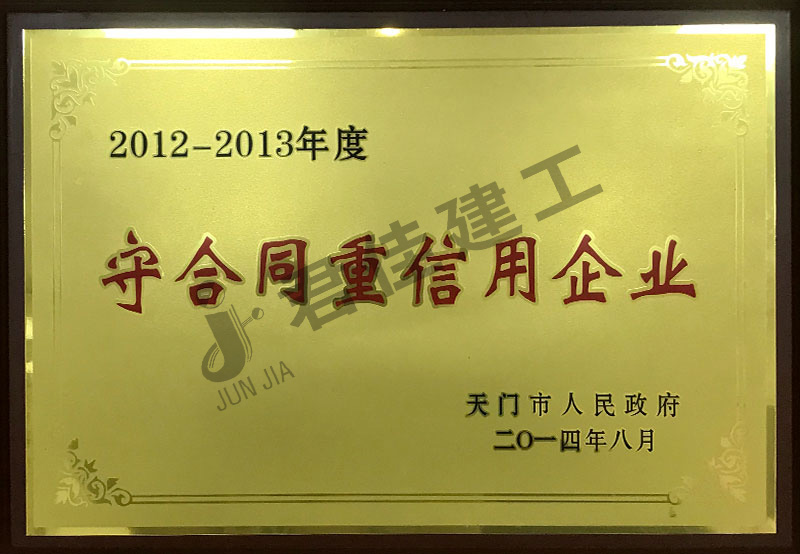 2012-2013年度
守合同重信用企业
君佳建工
JUN JIA
天门市人民政府
二〇一四年八月